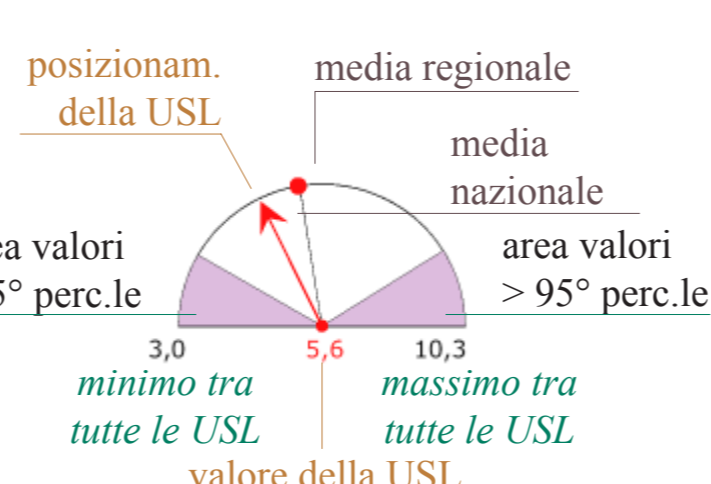 posizionam.
della USL
media regionale
media
nazionale
valori
perc.le
area valori
> 95° perc.le
3,0
5,6
10,3
minimo tra
tutte le USL
massimo tra
tutte le USL
valore della USL